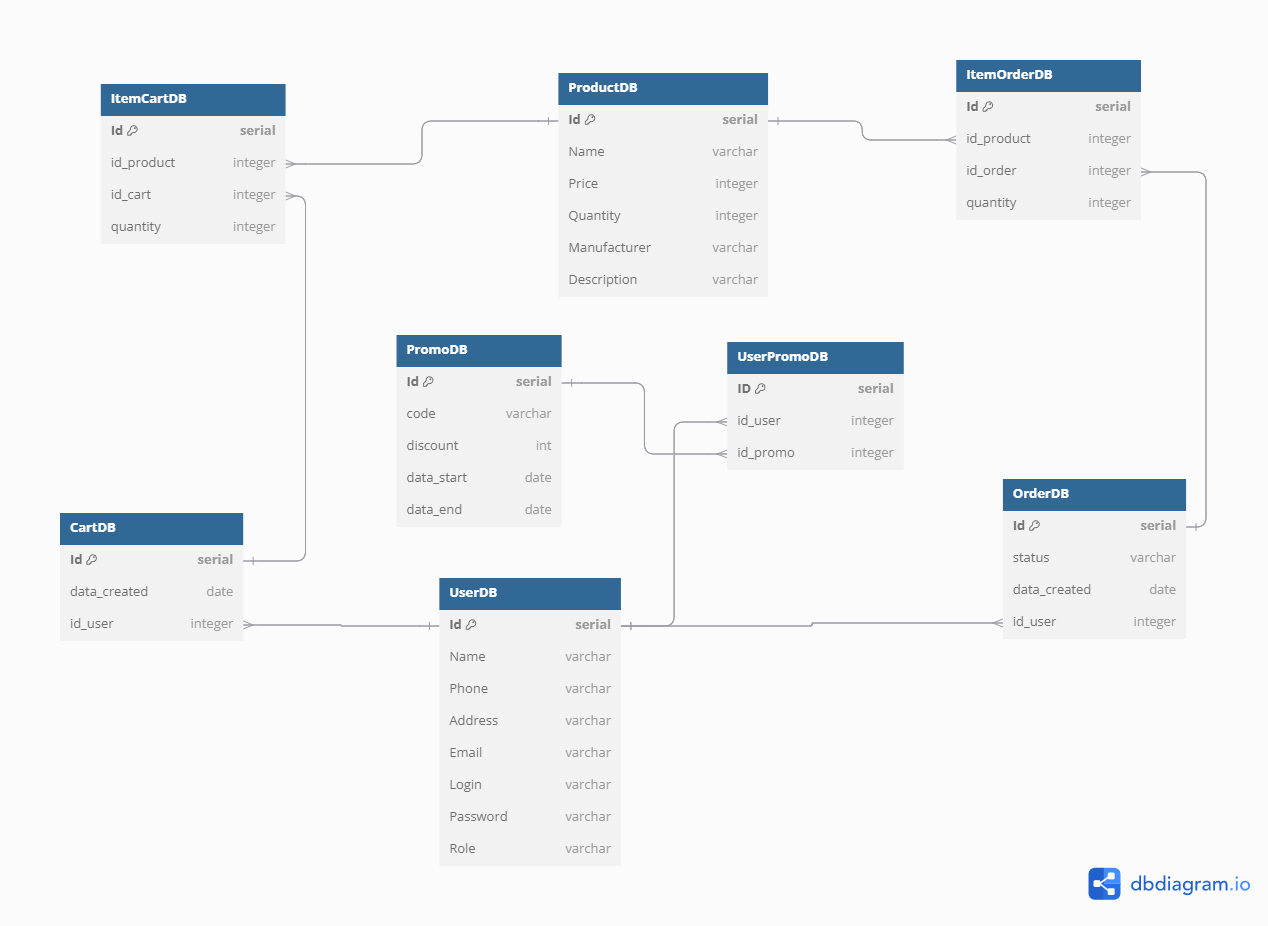 ItemCartDB
Id serial
id_product integer
id_cart integer
quantity integer
ProductDB
Id serial
Name varchar
Price integer
Quantity integer
Manufacturer varchar
Description varchar
ItemOrderDB
Id serial
id_product integer
id_order integer
quantity integer
PromoDB
Id serial
code varchar
discount int
data_start date
data_end date
UserPromoDB
ID serial
id_user integer
id_promo integer
CartDB
Id serial
data_created date
id_user integer
UserDB
Id serial
Name varchar
Phone varchar
Address varchar
Email varchar
Login varchar
Password varchar
Role varchar
OrderDB
Id serial
status varchar
data_created date
id_user integer
dbdiagram.io